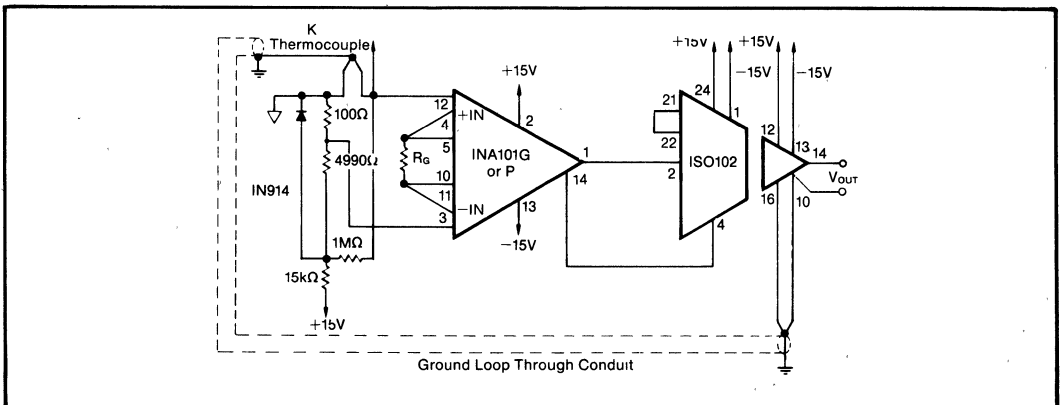 K
Thermocouple
+15V
+15V
+15V
−15V
−15V
100Ω
12
+IN
4
2
5
RG
INA101G
or P
4990Ω
10
11
−IN
3
1
14
13
−15V
IN914
1MΩ
15kΩ
+15V
21
24
1
22
ISO102
2
4
12
13
14
VOUT
16
10
Ground Loop Through Conduit